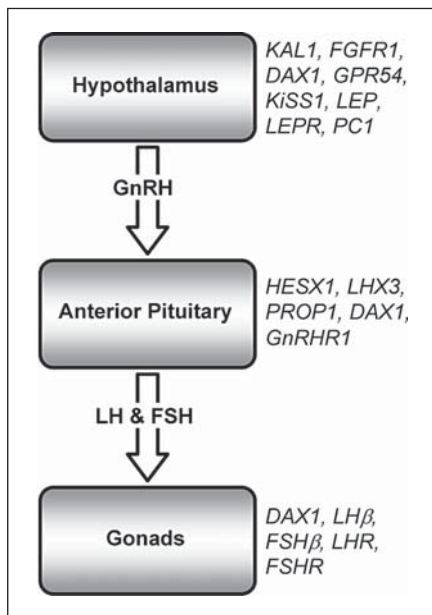 Hypothalamus
KAL1, FGFR1,
DAX1, GPR54,
KiSS1, LEP,
LEPR, PC1
GnRH
Anterior Pituitary
HESX1, LHX3,
PROP1, DAX1,
GnRHR1
LH & FSH
Gonads
DAX1, LHβ,
FSHβ, LHR,
FSHR